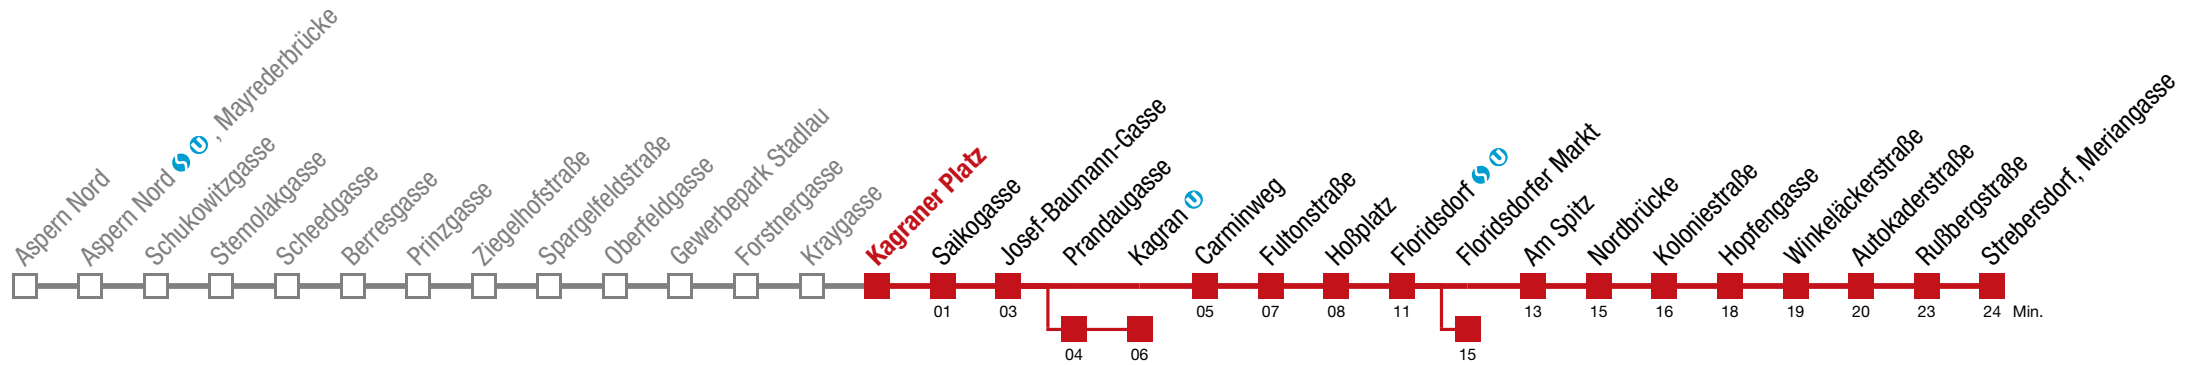 Aspern Nord
Aspern Nord S U , Mayrederbrücke
Schukowitzgasse
Stemolakgasse
Scheedgasse
Berresgasse
Prinzgasse
Ziegelhofstraße
Spargelfeldstraße
Oberfeldgasse
Gewerbepark Stadlau
Forstnergasse
Kraygasse
Kagraner Platz
Saikogasse
Josef-Baumann-Gasse
Prandaugasse
Kagran U
Carminweg
Fultonstraße
Hoßplatz
Floridsdorf S U
Floridsdorfer Markt
Am Spitz
Nordbrücke
Koloniestraße
Hopfengasse
Winkeläckerstraße
Autokaderstraße
Rußbergstraße
Strebersdorf, Meriangasse
01 03 05 07 08 11 13 15 16 18 19 20 23 24 Min.
04 06 15